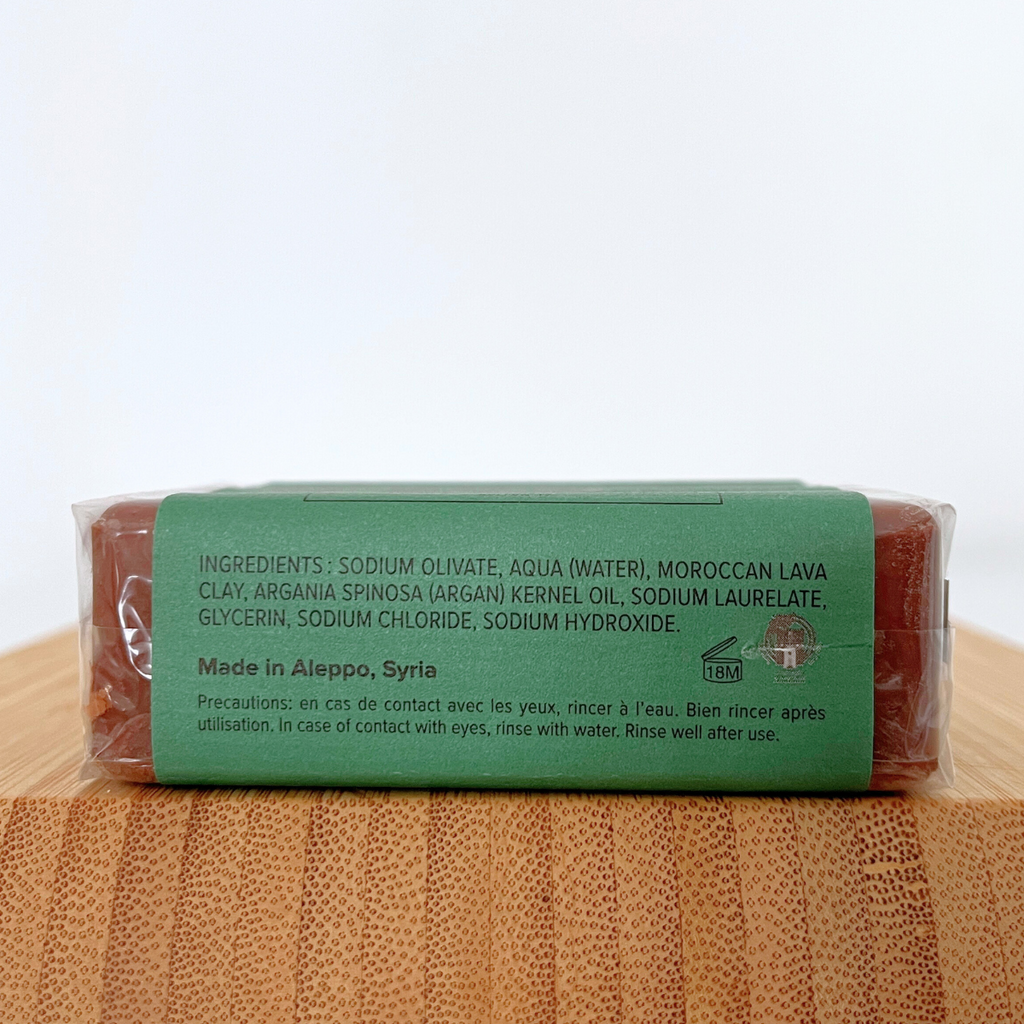 INGREDIENTS : SODIUM OLIVATE, AQUA (WATER), MOROCCAN LAVA
CLAY, ARGANIA SPINOSA (ARGAN) KERNEL OIL, SODIUM LAURELATE,
GLYCERIN, SODIUM CHLORIDE, SODIUM HYDROXIDE.
Made in Aleppo, Syria
18M
Precautions: en cas de contact avec les yeux, rincer à l'eau. Bien rincer après
utilisation. In case of contact with eyes, rinse with water. Rinse well after use.